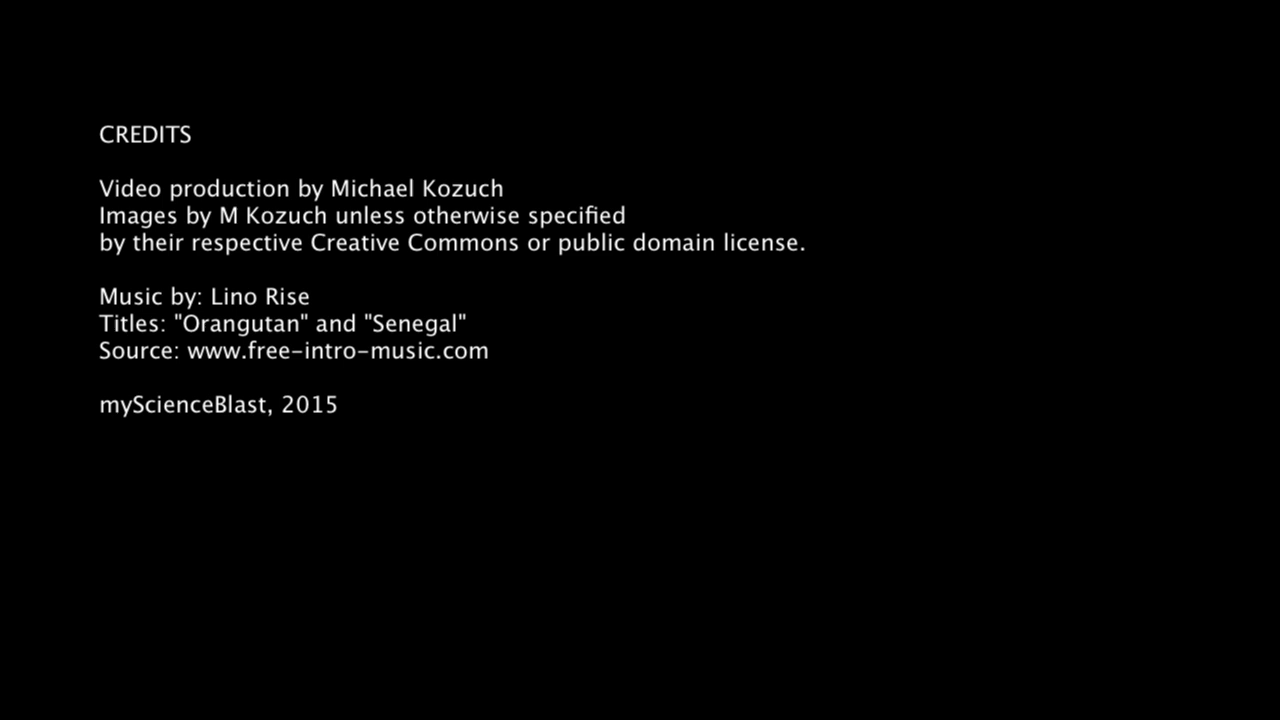 CREDITS
Video production by Michael Kozuch
Images by M Kozuch unless otherwise specified
by their respective Creative Commons or public domain license.
Music by: Lino Rise
Titles: "Orangutan" and "Senegal"
Source: www.free-intro-music.com
myScienceBlast, 2015